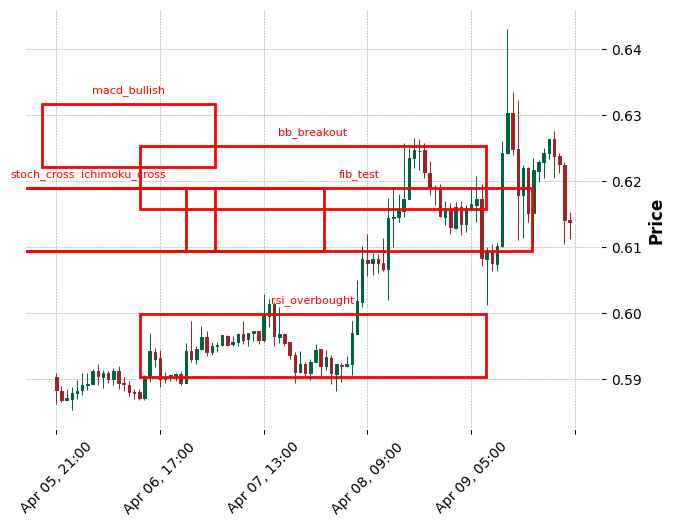 macd_bullish
bb_breakout
stoch_cross
ichimoku_cross
fib_test
rsi_overbought
0.64
0.63
0.62
0.61
0.60
0.59
Price
Apr 05, 21:00
Apr 06, 17:00
Apr 07, 13:00
Apr 08, 09:00
Apr 09, 05:00